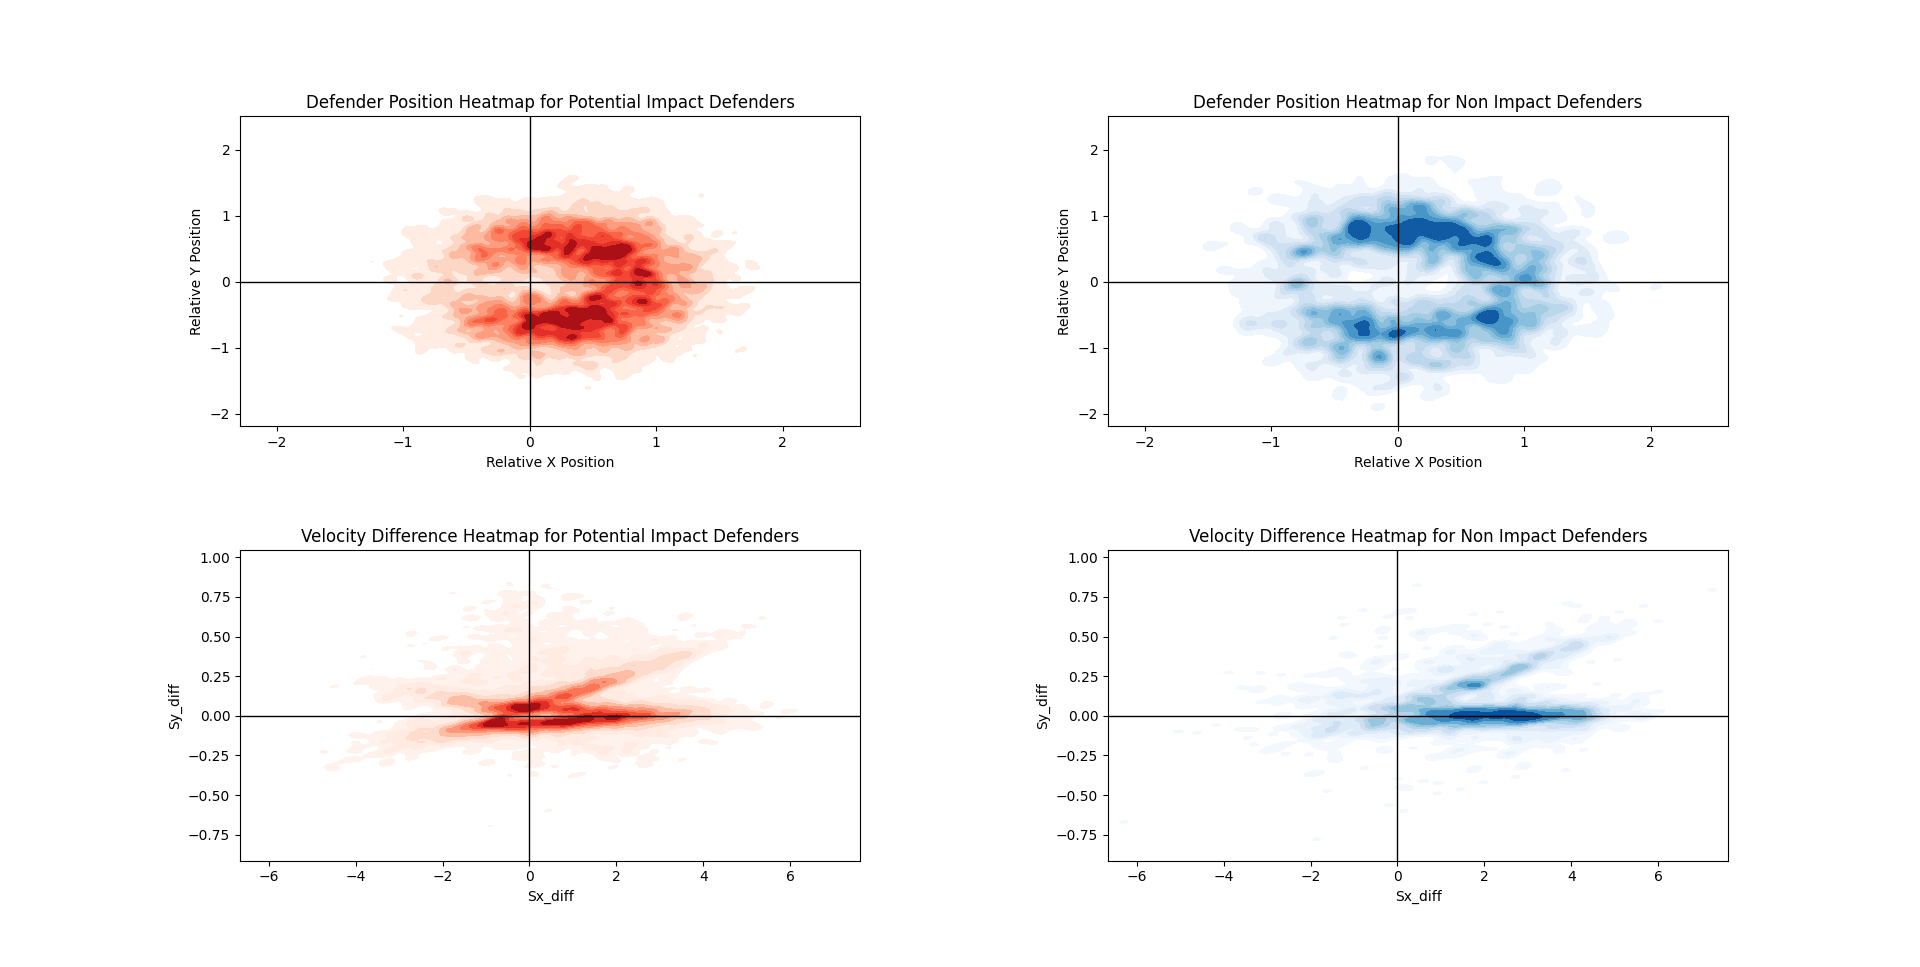 Defender Position Heatmap for Potential Impact Defenders
2
1
0
−1
−2
Relative Y Position
−2 −1 0 1 2
Relative X Position
Defender Position Heatmap for Non Impact Defenders
2
1
0
−1
−2
Relative Y Position
−2 −1 0 1 2
Relative X Position
Velocity Difference Heatmap for Potential Impact Defenders
1.00
0.75
0.50
0.25
0.00
−0.25
−0.50
−0.75
Sy_diff
−6 −4 −2 0 2 4 6
Sx_diff
Velocity Difference Heatmap for Non Impact Defenders
1.00
0.75
0.50
0.25
0.00
−0.25
−0.50
−0.75
Sy_diff
−6 −4 −2 0 2 4 6
Sx_diff